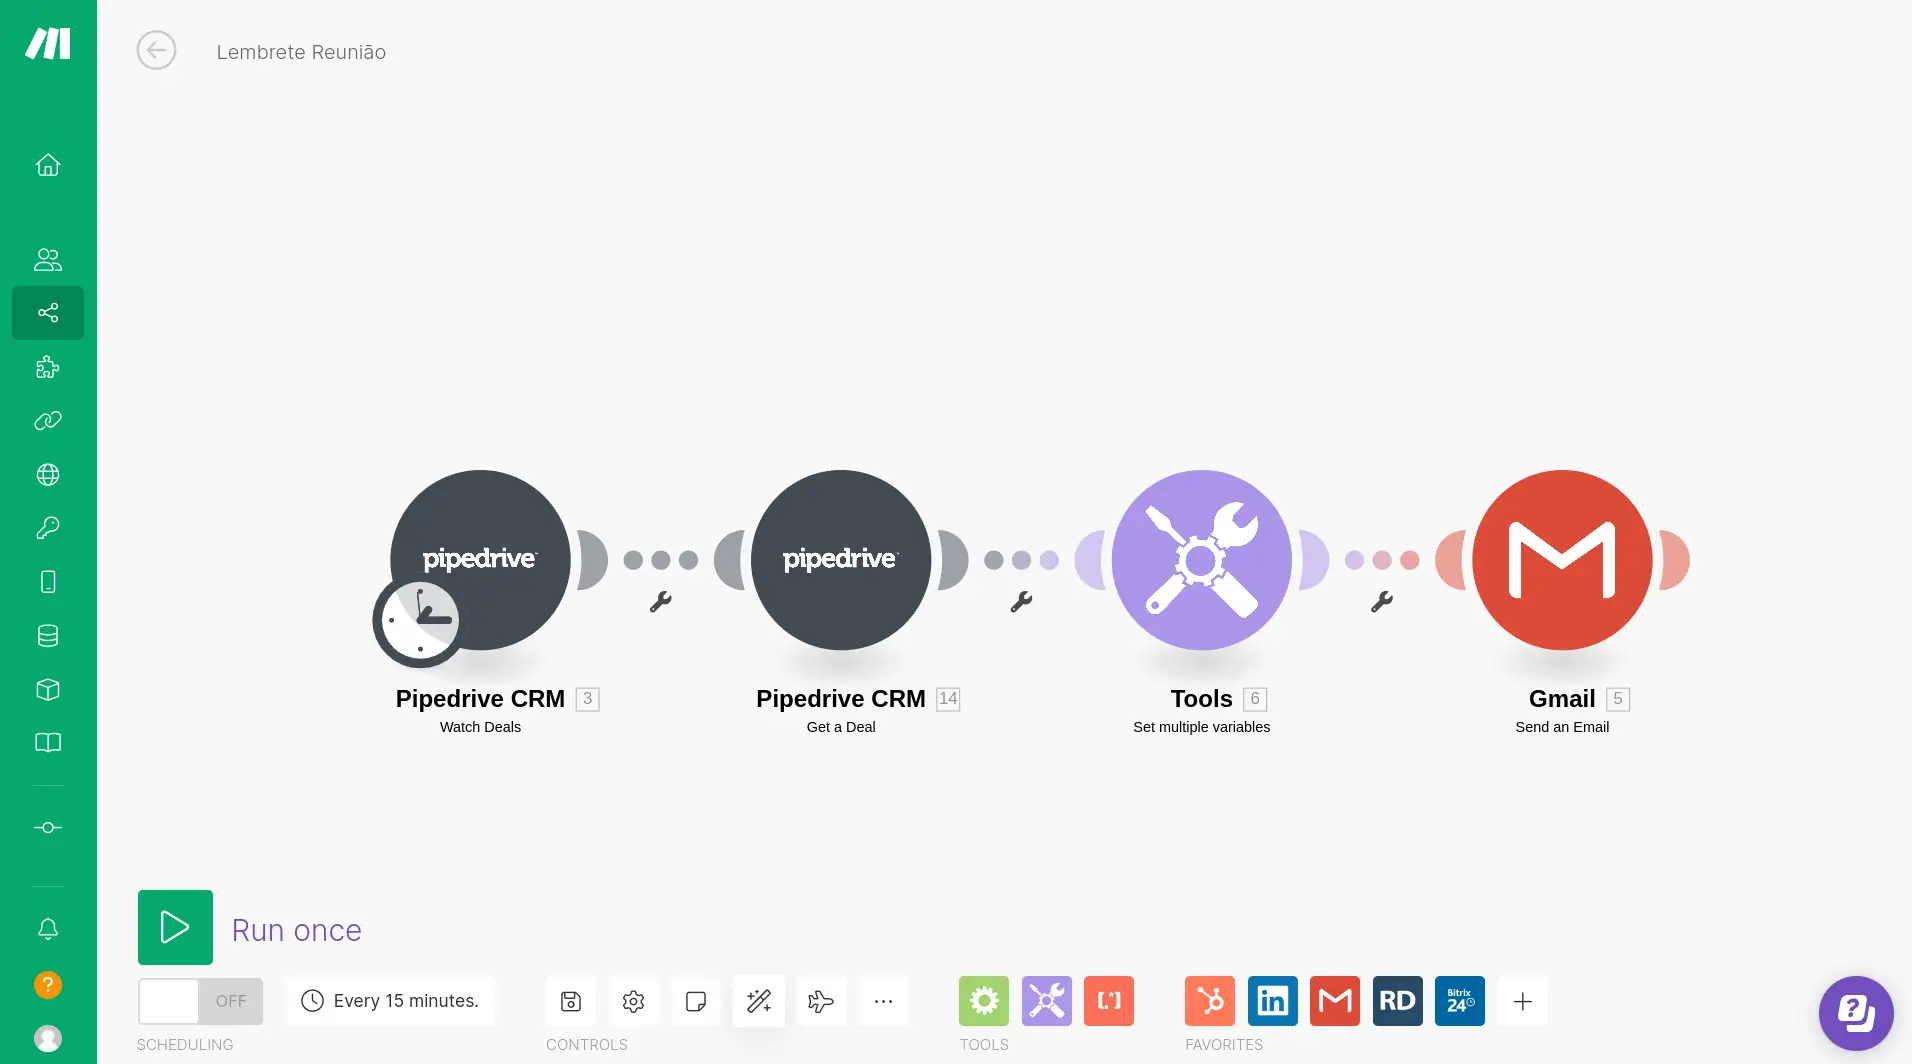 Lembrete Reunião
pipedrive
pipedrive
Pipedrive CRM 3
Watch Deals
Pipedrive CRM 14
Get a Deal
Tools 6
Set multiple variables
Gmail 5
Send an Email
Run once
OFF
Every 15 minutes.
[.*]
in
RD
Bitrix
24
SCHEDULING
CONTROLS
TOOLS
FAVORITES
?
?